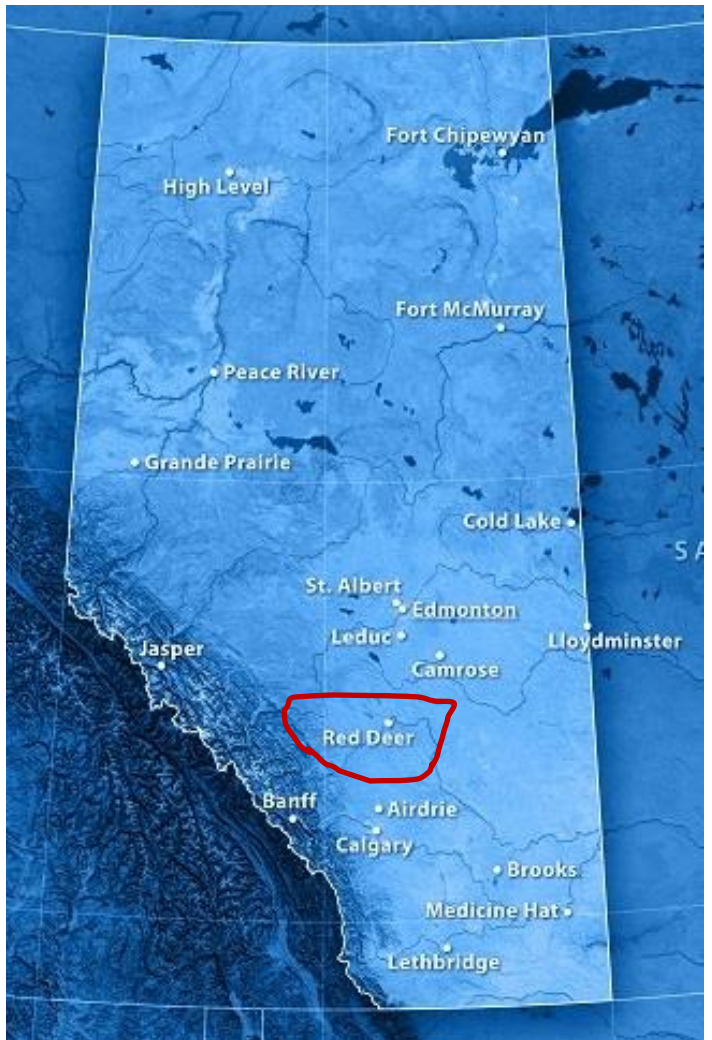 Fort Chipewyan
High Level
Fort McMurray
Peace River
Grande Prairie
Cold Lake
S A
St. Albert
Edmonton
Leduc
Lloydminster
Jasper
Camrose
Red Deer
Banff
Airdrie
Calgary
Brooks
Medicine Hat
Lethbridge